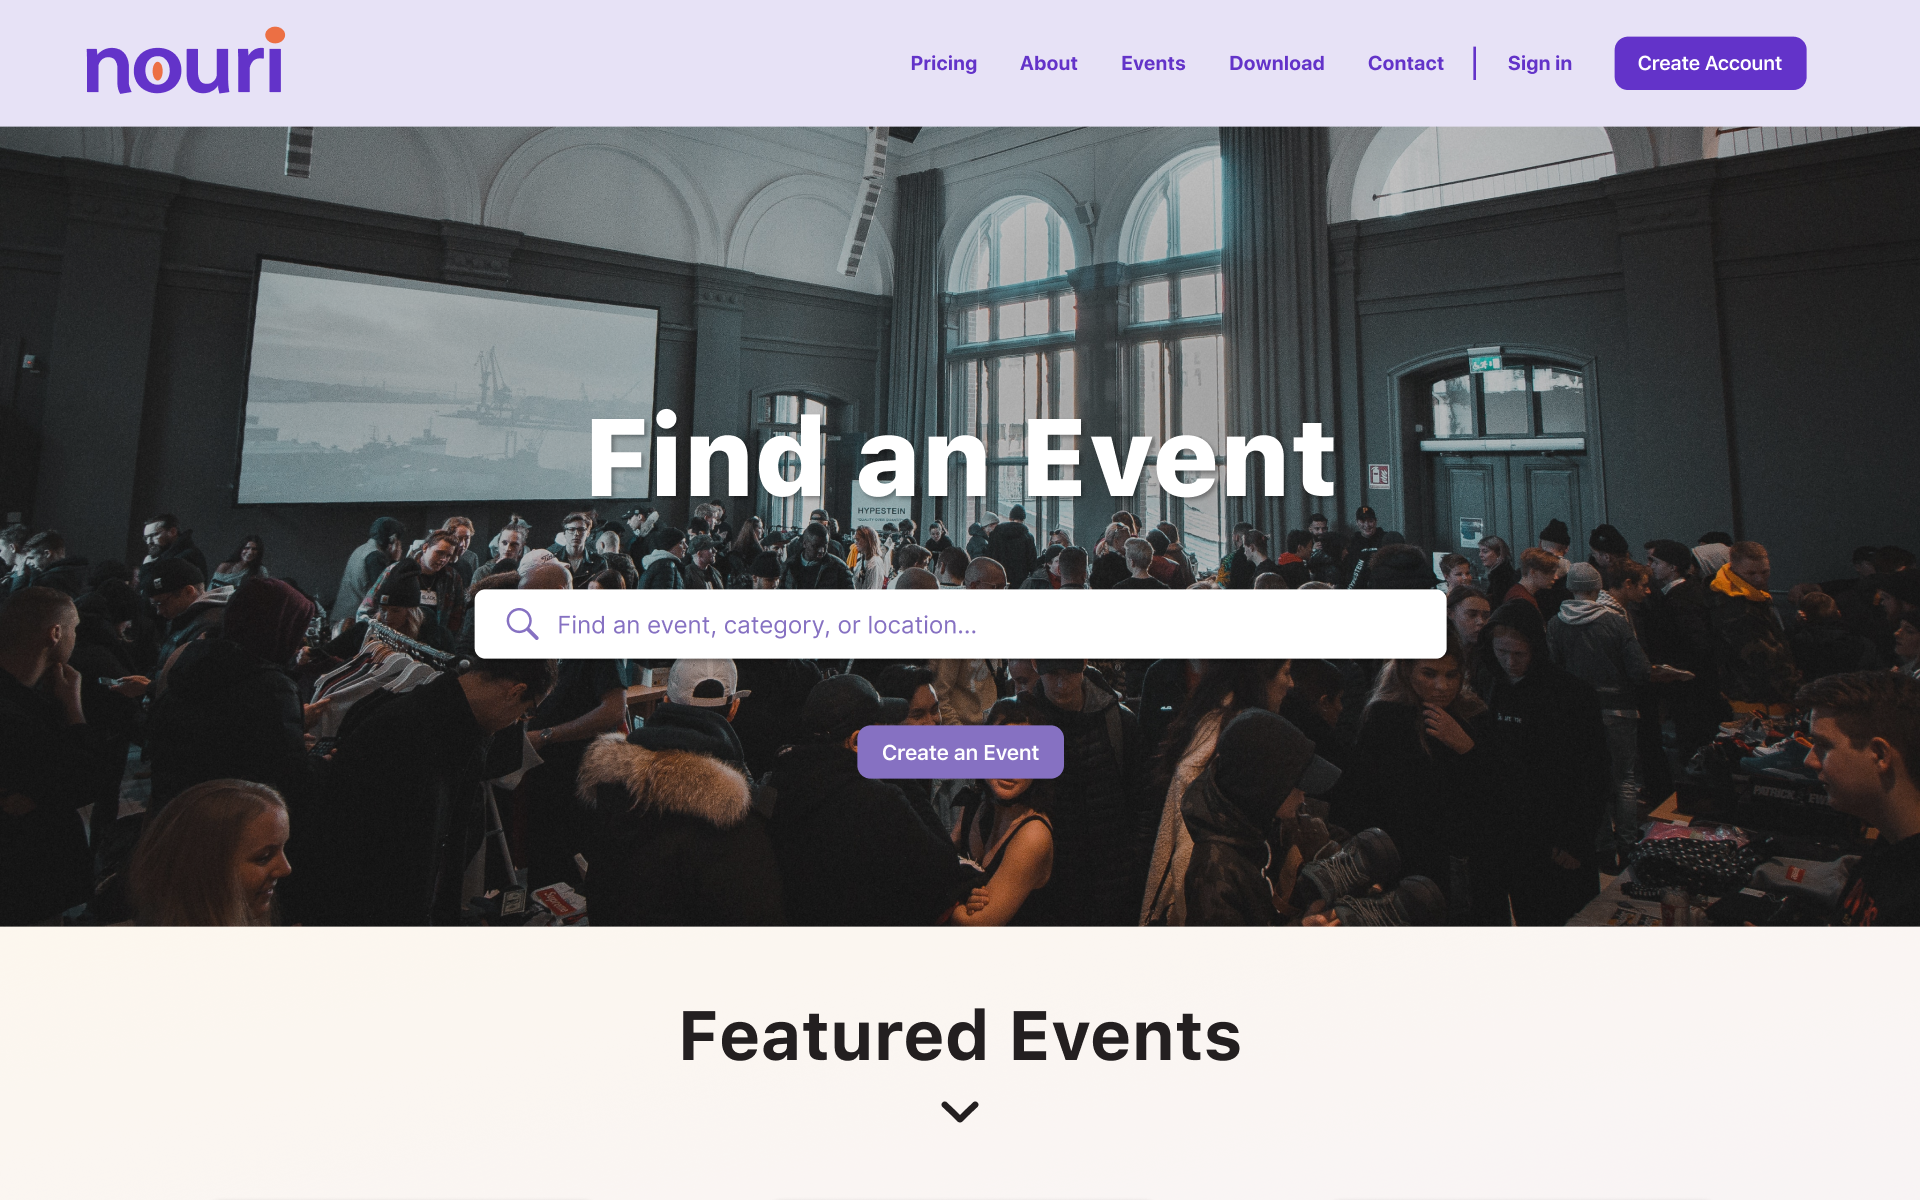 nouri
Pricing
About
Events
Download
Contact
Sign in
Create Account
HYPESTEIN
Find an Event
Find an event, category, or location...
Create an Event
Featured Events